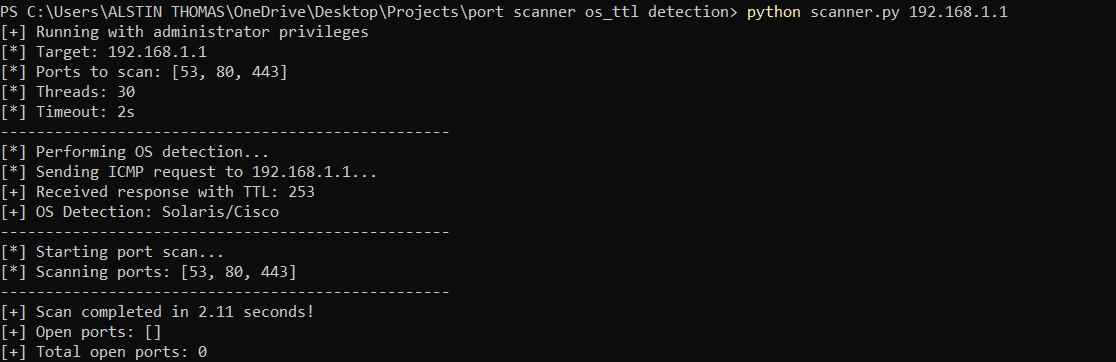 PS C:\Users\ALSTIN THOMAS\OneDrive\Desktop\Projects\port scanner os_ttl detection> python scanner.py 192.168.1.1
[+] Running with administrator privileges
[*] Target: 192.168.1.1
[*] Ports to scan: [53, 80, 443]
[*] Threads: 30
[*] Timeout: 2s
--------------------------------------------------
[*] Performing OS detection...
[*] Sending ICMP request to 192.168.1.1...
[+] Received response with TTL: 253
[+] OS Detection: Solaris/Cisco
--------------------------------------------------
[*] Starting port scan...
[*] Scanning ports: [53, 80, 443]
--------------------------------------------------
[+] Scan completed in 2.11 seconds!
[+] Open ports: []
[+] Total open ports: 0